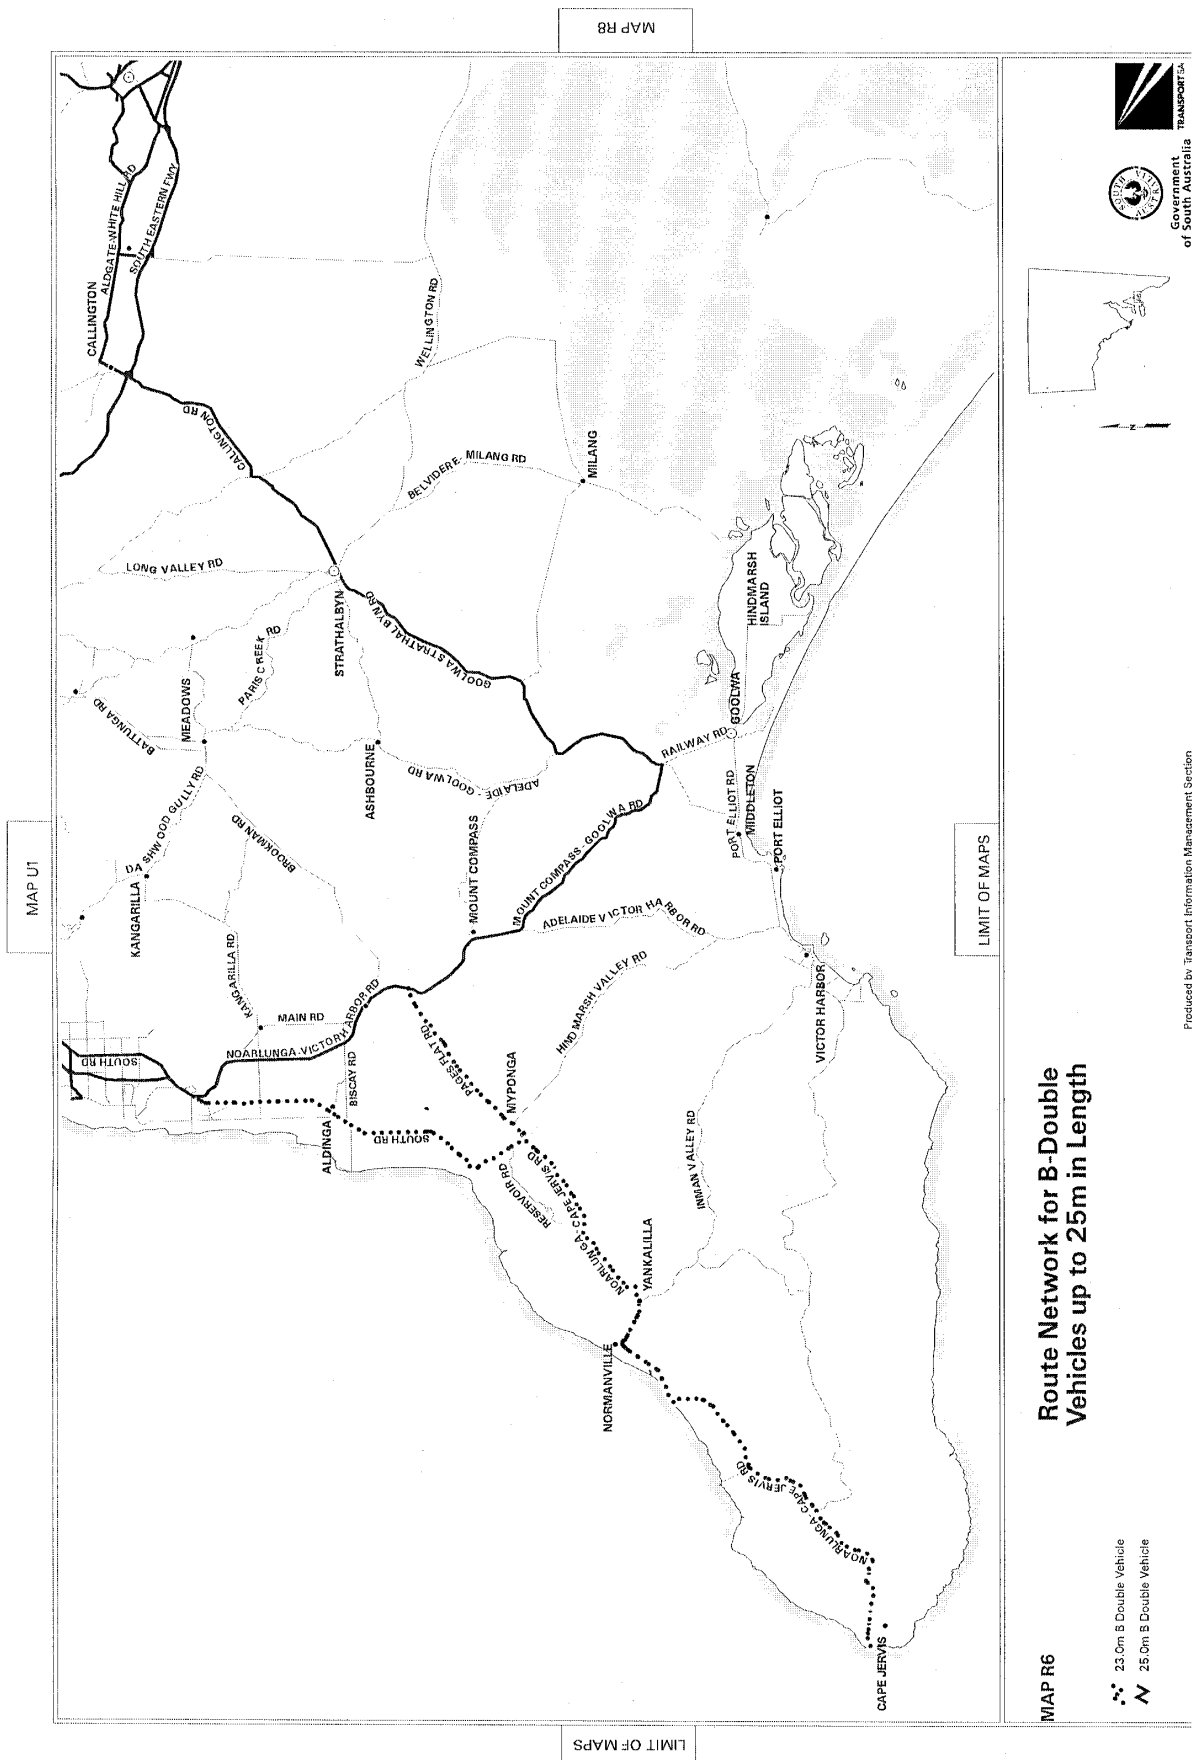 MAP R8
MAP U1
LIMIT OF MAPS
LIMIT OF MAPS
CALLINGTON
ALDGATE-WHITE HILL RD
SOUTH EASTERN FWY
CALLINGTON RD
WELLINGTON RD
BELVIDERE- MILANG RD
MILANG
LONG VALLEY RD
STRATHALBYN
GOOLWA STRATHALBYN RD
PARIS CREEK RD
BATTUNGA RD
MEADOWS
ASHBOURNE
ADELAIDE - GOOLWA RD
HINDMARSH
ISLAND
GOOLWA
RAILWAY RD
PORT ELLIOT RD
MIDDLETON
PORT ELLIOT
DASHWOOD GULLY RD
KANGARILLA
BROOKMAN RD
MOUNT COMPASS
MOUNT COMPASS - GOOLWA RD
ADELAIDE VICTOR HARBOR RD
KANGARILLA RD
MAIN RD
NOARLUNGA-VICTOR HARBOR RD
SOUTH RD
BISCAY RD
ALDINGA
SOUTH RD
PAGES FLAT RD
MYPONGA
HIND MARSH VALLEY RD
VICTOR HARBOR
INMAN VALLEY RD
RESERVOIR RD
NOARLUNGA - CAPE JERVIS RD
YANKALILLA
NORMANVILLE
NOARLUNGA - CAPE JERVIS RD
CAPE JERVIS
MAP R6
Route Network for B-Double
Vehicles up to 25m in Length
23.0m B Double Vehicle
25.0m B Double Vehicle
N
SOUTH AUSTRALIA
Government
of South Australia
TRANSPORT SA
Produced by Transport Information Management Section